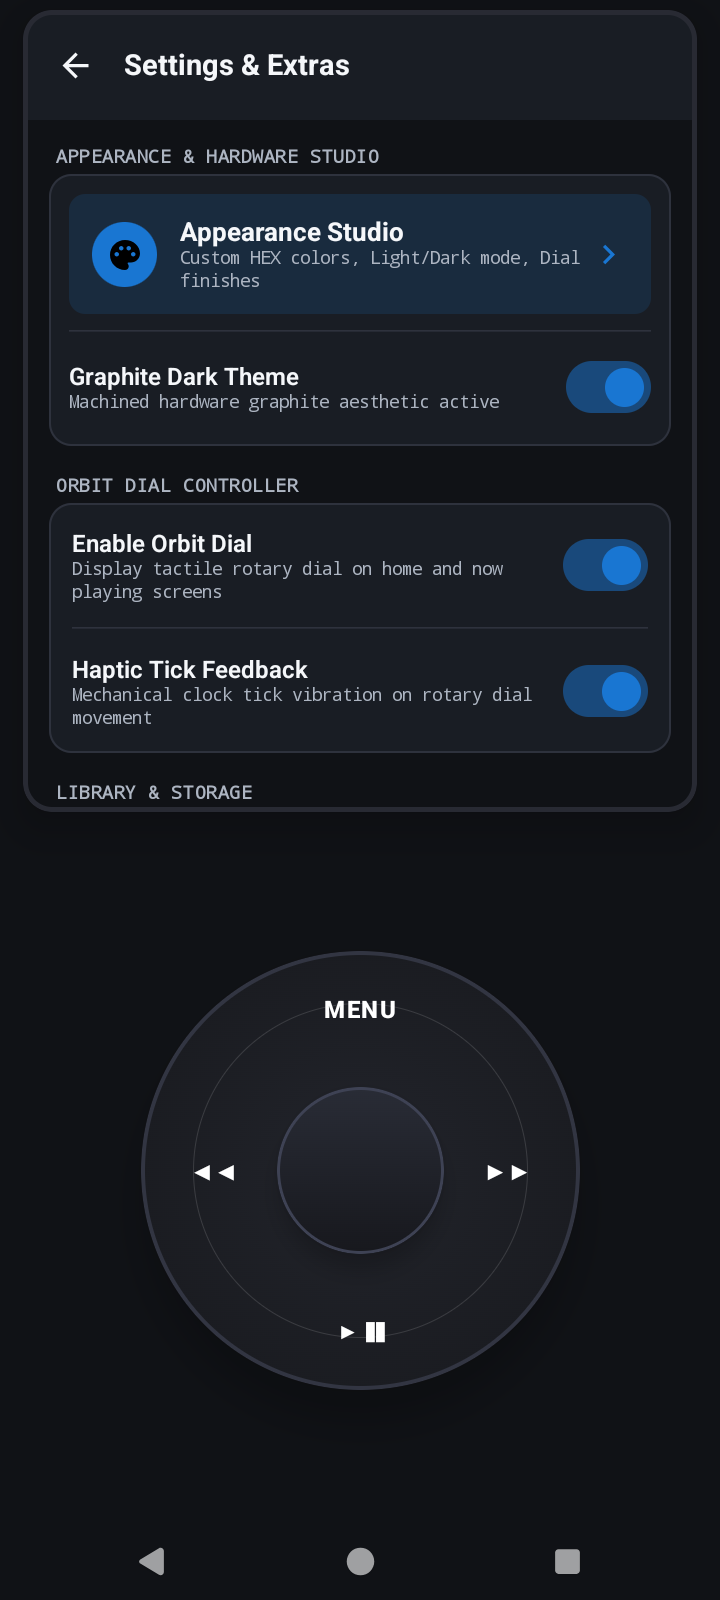 Settings & Extras
APPEARANCE & HARDWARE STUDIO
Appearance Studio
Custom HEX colors, Light/Dark mode, Dial
finishes
Graphite Dark Theme
Machined hardware graphite aesthetic active
ORBIT DIAL CONTROLLER
Enable Orbit Dial
Display tactile rotary dial on home and now
playing screens
Haptic Tick Feedback
Mechanical clock tick vibration on rotary dial
movement
LIBRARY & STORAGE
MENU